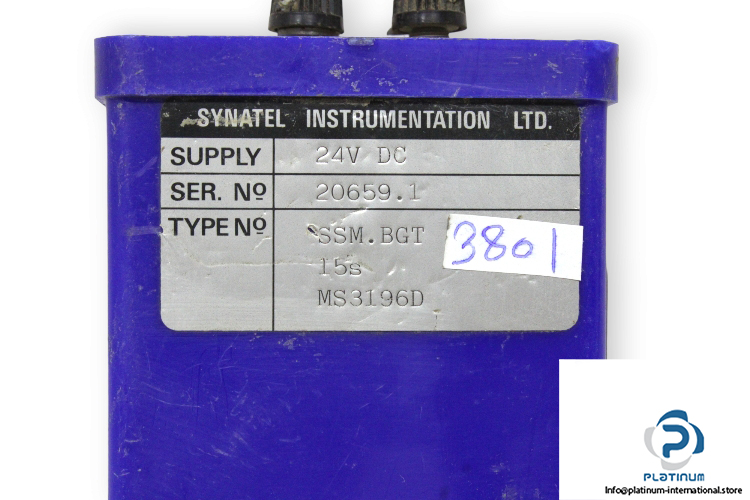 SYNATEL INSTRUMENTATION LTD.
SUPPLY 24V DC
SER. Nº 20659.1
TYPE Nº SSM.BGT
15s
MS3196D
3801
PLATINUM
Info@platinum-international.store